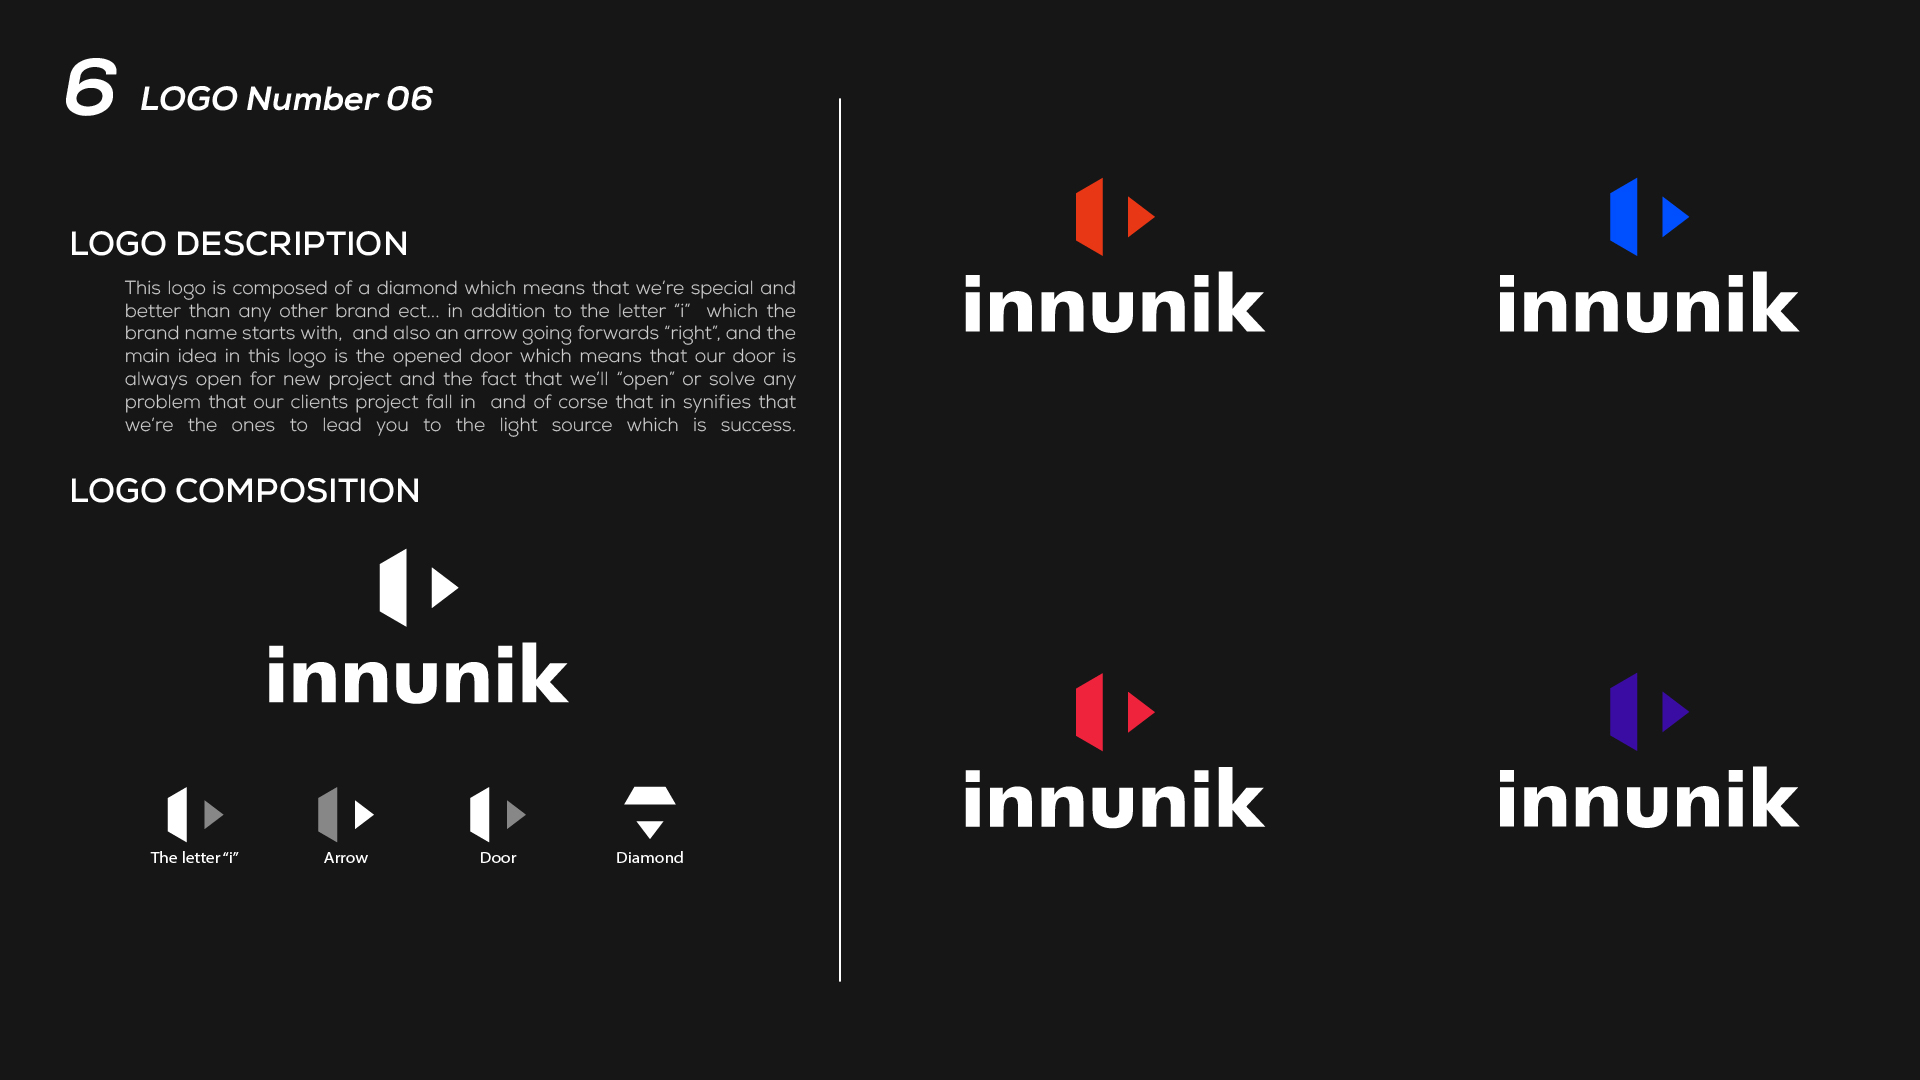 6 LOGO Number 06
LOGO DESCRIPTION
This logo is composed of a diamond which means that we're special and
better than any other brand ect... in addition to the letter “i” which the
brand name starts with, and also an arrow going forwards “right”, and the
main idea in this logo is the opened door which means that our door is
always open for new project and the fact that we'll “open” or solve any
problem that our clients project fall in and of corse that in synifies that
we're the ones to lead you to the light source which is success.
LOGO COMPOSITION
innunik
The letter “i”
Arrow
Door
Diamond
innunik
innunik
innunik
innunik